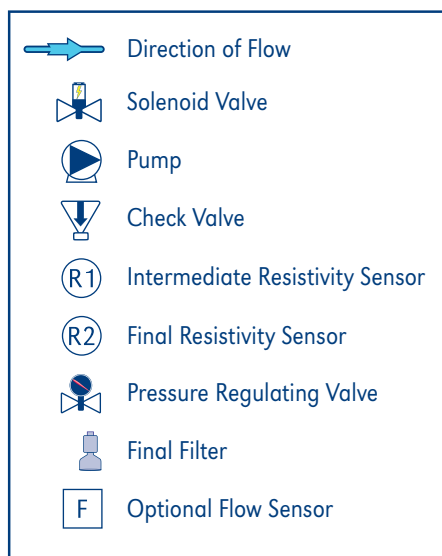 Direction of Flow
Solenoid Valve
Pump
Check Valve
R1 Intermediate Resistivity Sensor
R2 Final Resistivity Sensor
Pressure Regulating Valve
Final Filter
F Optional Flow Sensor